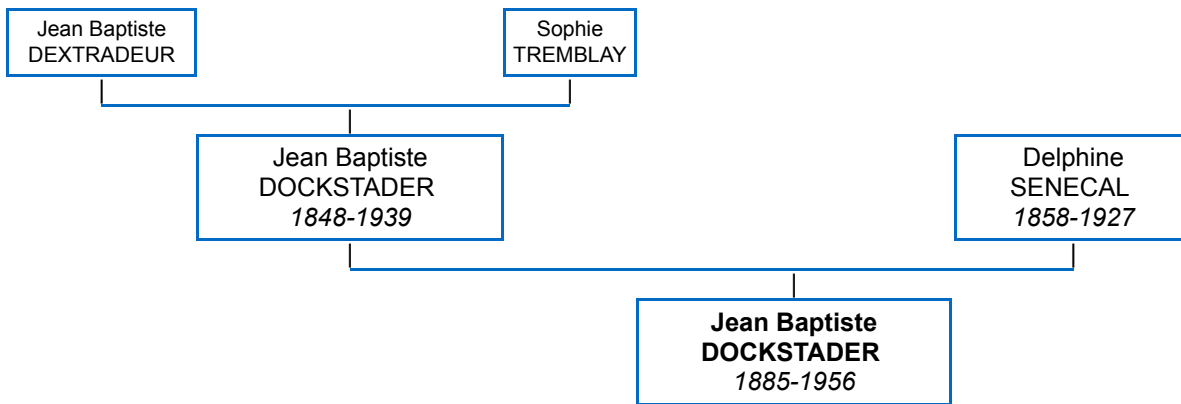 Jean Baptiste
DEXTRADEUR
Sophie
TREMBLAY
Jean Baptiste
DOCKSTADER
1848-1939
Delphine
SENECAL
1858-1927
Jean Baptiste
DOCKSTADER
1885-1956